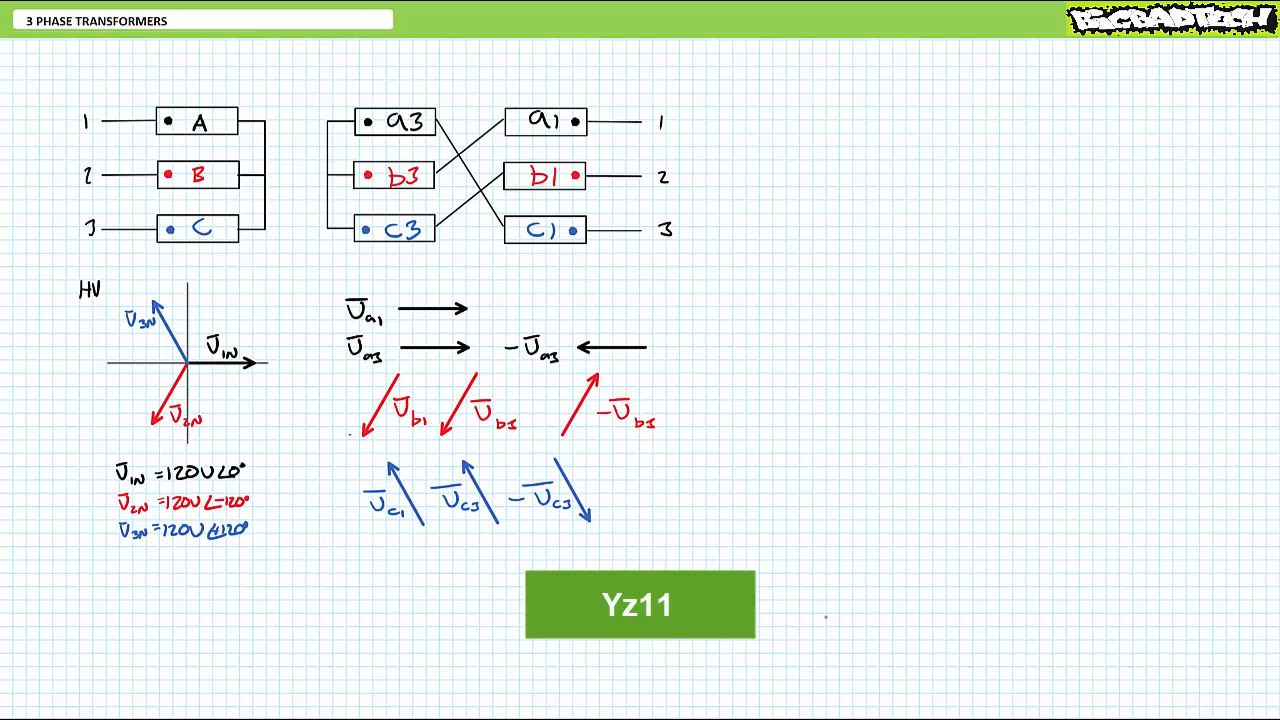 3 PHASE TRANSFORMERS
BIGBADTECH
1 A a3 a1 1
2 B b3 b1 2
3 C c3 c1 3
HV
U̅3N
U̅1N
U̅2N
U̅1N = 120V∠0°
U̅2N = 120V∠-120°
U̅3N = 120V∠+120°
U̅a1
U̅a3 -U̅a3
U̅b1 U̅b3 -U̅b3
U̅c1 U̅c3 -U̅c3
Yz11